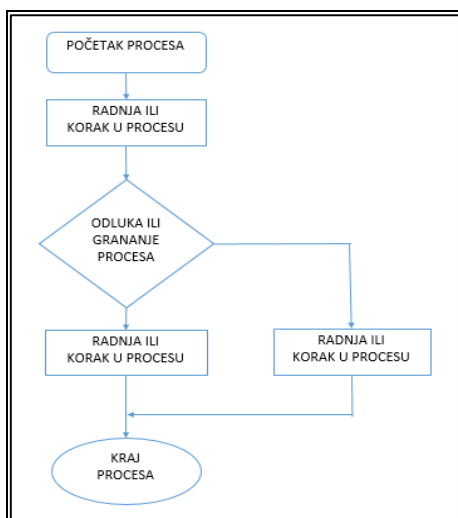 POČETAK PROCESA
RADNJA ILI
KORAK U PROCESU
ODLUKA ILI
GRANANJE
PROCESA
RADNJA ILI
KORAK U PROCESU
RADNJA ILI
KORAK U PROCESU
KRAJ
PROCESA